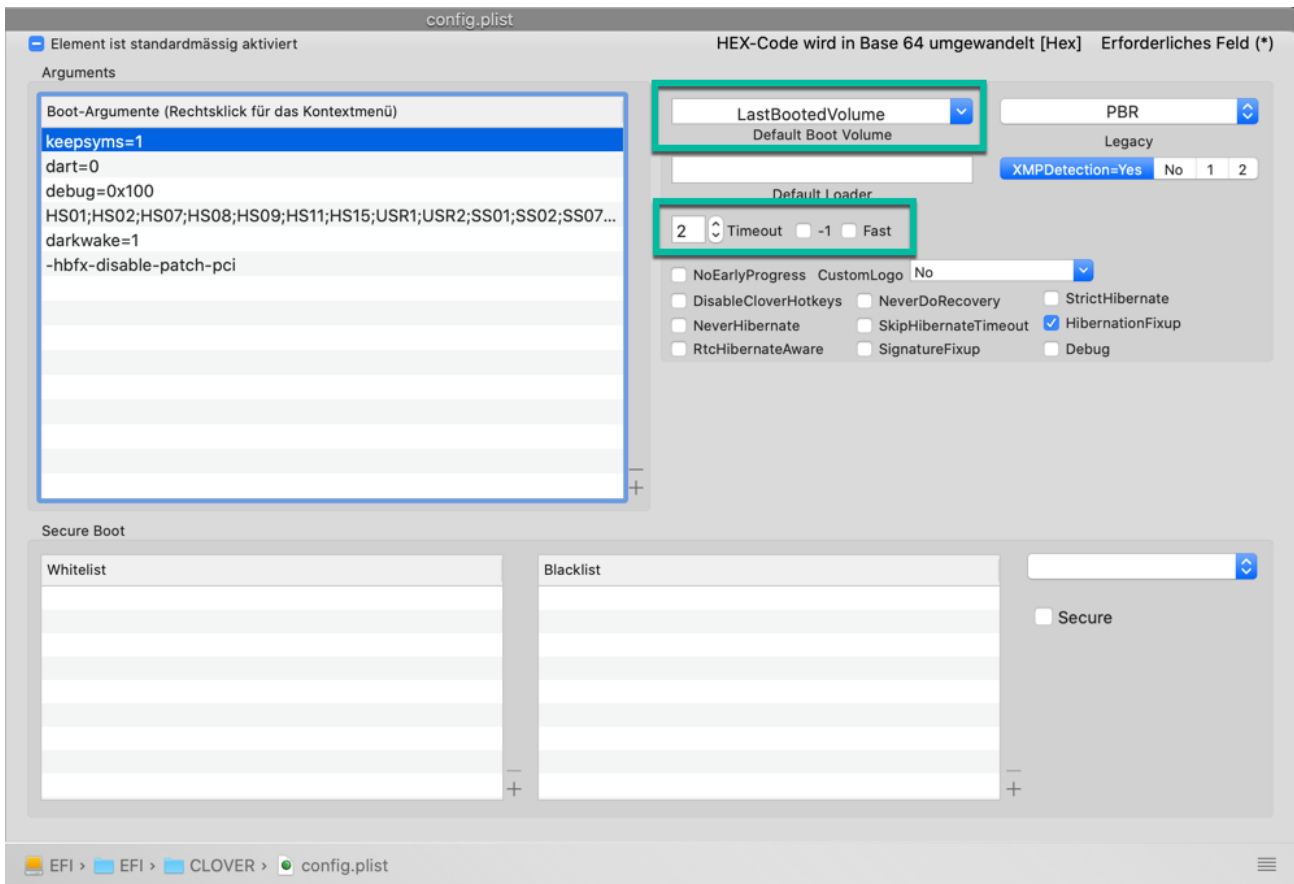 config.plist
Element ist standardmässig aktiviert
HEX-Code wird in Base 64 umgewandelt [Hex]
Erforderliches Feld (*)
Arguments
Boot-Argumente (Rechtsklick für das Kontextmenü)
keepsyms=1
dart=0
debug=0x100
HS01;HS02;HS07;HS08;HS09;HS11;HS15;USR1;USR2;SS01;SS02;SS07...
darkwake=1
-hbfx-disable-patch-pci
LastBootedVolume
Default Boot Volume
PBR
Legacy
XMPDetection=Yes No 1 2
Default Loader
2 Timeout -1 Fast
NoEarlyProgress CustomLogo No
DisableCloverHotkeys NeverDoRecovery StrictHibernate
NeverHibernate SkipHibernateTimeout HibernationFixup
RtcHibernateAware SignatureFixup Debug
Secure Boot
Whitelist
Blacklist
Secure
EFI › EFI › CLOVER › config.plist